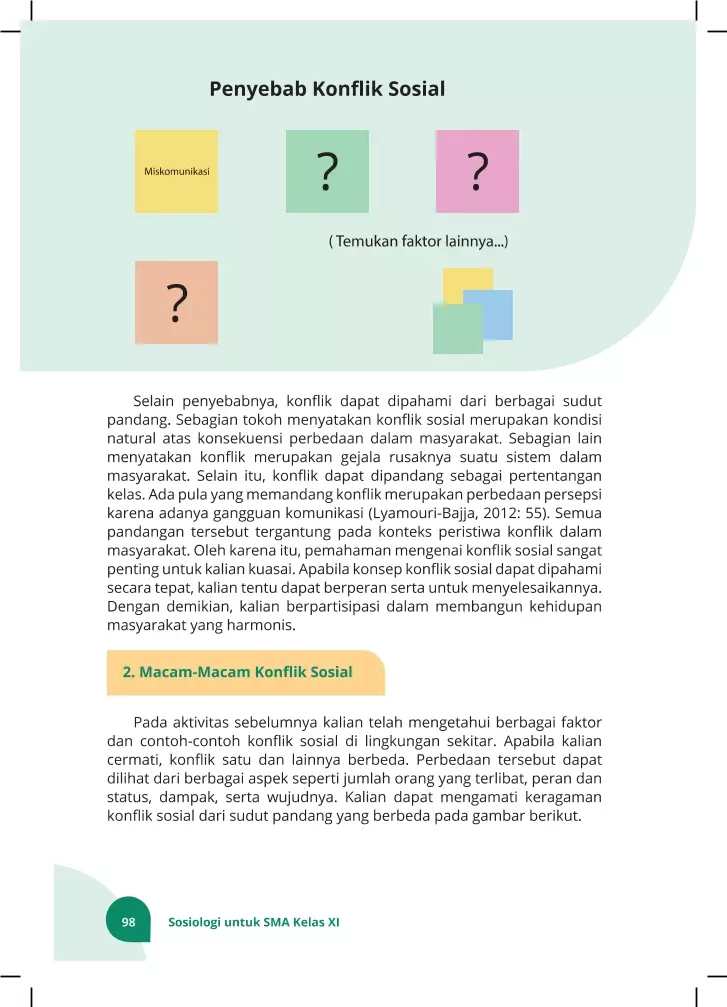 Penyebab Konflik Sosial
Miskomunikasi
?
?
( Temukan faktor lainnya...)
?
Selain penyebabnya, konflik dapat dipahami dari berbagai sudut
pandang. Sebagian tokoh menyatakan konflik sosial merupakan kondisi
natural atas konsekuensi perbedaan dalam masyarakat. Sebagian lain
menyatakan konflik merupakan gejala rusaknya suatu sistem dalam
masyarakat. Selain itu, konflik dapat dipandang sebagai pertentangan
kelas. Ada pula yang memandang konflik merupakan perbedaan persepsi
karena adanya gangguan komunikasi (Lyamouri-Bajja, 2012: 55). Semua
pandangan tersebut tergantung pada konteks peristiwa konflik dalam
masyarakat. Oleh karena itu, pemahaman mengenai konflik sosial sangat
penting untuk kalian kuasai. Apabila konsep konflik sosial dapat dipahami
secara tepat, kalian tentu dapat berperan serta untuk menyelesaikannya.
Dengan demikian, kalian berpartisipasi dalam membangun kehidupan
masyarakat yang harmonis.
2. Macam-Macam Konflik Sosial
Pada aktivitas sebelumnya kalian telah mengetahui berbagai faktor
dan contoh-contoh konflik sosial di lingkungan sekitar. Apabila kalian
cermati, konflik satu dan lainnya berbeda. Perbedaan tersebut dapat
dilihat dari berbagai aspek seperti jumlah orang yang terlibat, peran dan
status, dampak, serta wujudnya. Kalian dapat mengamati keragaman
konflik sosial dari sudut pandang yang berbeda pada gambar berikut.
98
Sosiologi untuk SMA Kelas XI